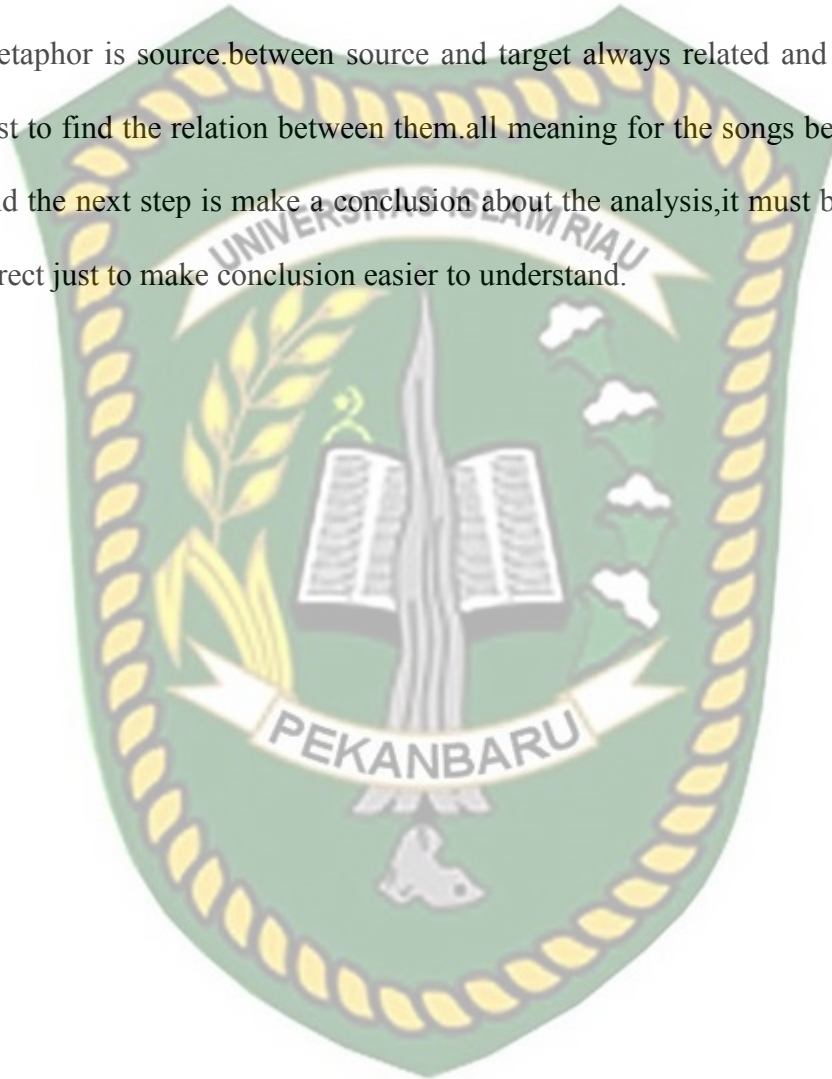 etaphor is source.between source and target always related and
st to find the relation between them.all meaning for the songs be
d the next step is make a conclusion about the analysis,it must b
rect just to make conclusion easier to understand.
UNIVERSITAS ISLAM RIAU
PEKANBARU